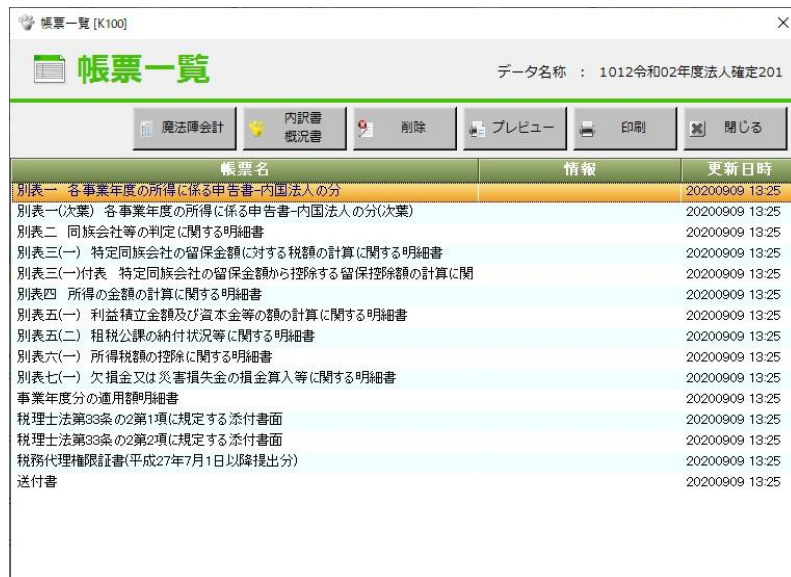 帳票一覧 [K100]
帳票一覧
データ名称 ： 1012令和02年度法人確定201
魔法陣会計
内訳書
概況書
削除
プレビュー
印刷
閉じる
帳票名 情報 更新日時
別表一 各事業年度の所得に係る申告書-内国法人の分 20200909 13:25
別表一(次葉) 各事業年度の所得に係る申告書-内国法人の分(次葉) 20200909 13:25
別表二 同族会社等の判定に関する明細書 20200909 13:25
別表三(一) 特定同族会社の留保金額に対する税額の計算に関する明細書 20200909 13:25
別表三(一)付表 特定同族会社の留保金額から控除する留保控除額の計算に関 20200909 13:25
別表四 所得の金額の計算に関する明細書 20200909 13:25
別表五(一) 利益積立金額及び資本金等の額の計算に関する明細書 20200909 13:25
別表五(二) 租税公課の納付状況等に関する明細書 20200909 13:25
別表六(一) 所得税額の控除に関する明細書 20200909 13:25
別表七(一) 欠損金又は災害損失金の損金算入等に関する明細書 20200909 13:25
事業年度分の適用額明細書 20200909 13:25
税理士法第33条の2第1項に規定する添付書面 20200909 13:25
税理士法第33条の2第2項に規定する添付書面 20200909 13:25
税務代理権限証書(平成27年7月1日以降提出分) 20200909 13:25
送付書 20200909 13:25